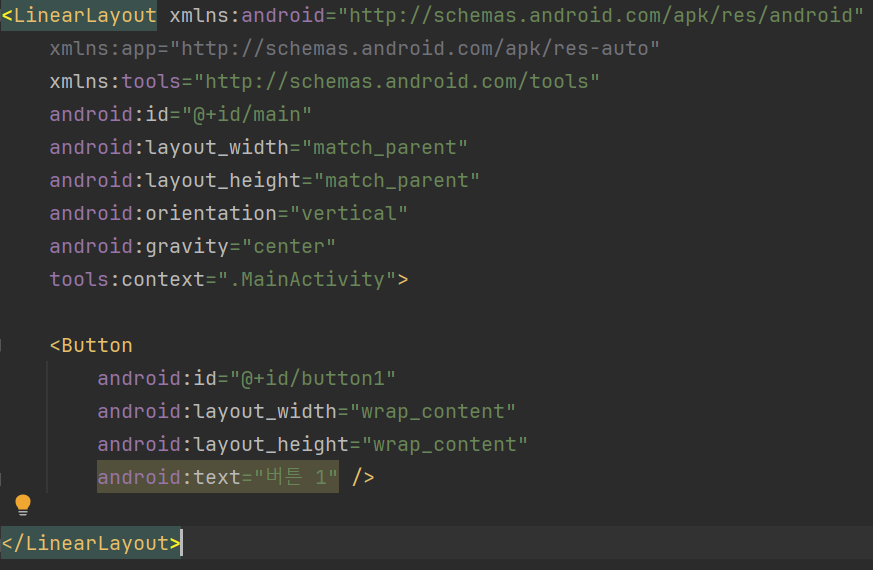 <LinearLayout xmlns:android="http://schemas.android.com/apk/res/android"
    xmlns:app="http://schemas.android.com/apk/res-auto"
    xmlns:tools="http://schemas.android.com/tools"
    android:id="@+id/main"
    android:layout_width="match_parent"
    android:layout_height="match_parent"
    android:orientation="vertical"
    android:gravity="center"
    tools:context=".MainActivity">
    <Button
        android:id="@+id/button1"
        android:layout_width="wrap_content"
        android:layout_height="wrap_content"
        android:text="버튼 1" />
</LinearLayout>